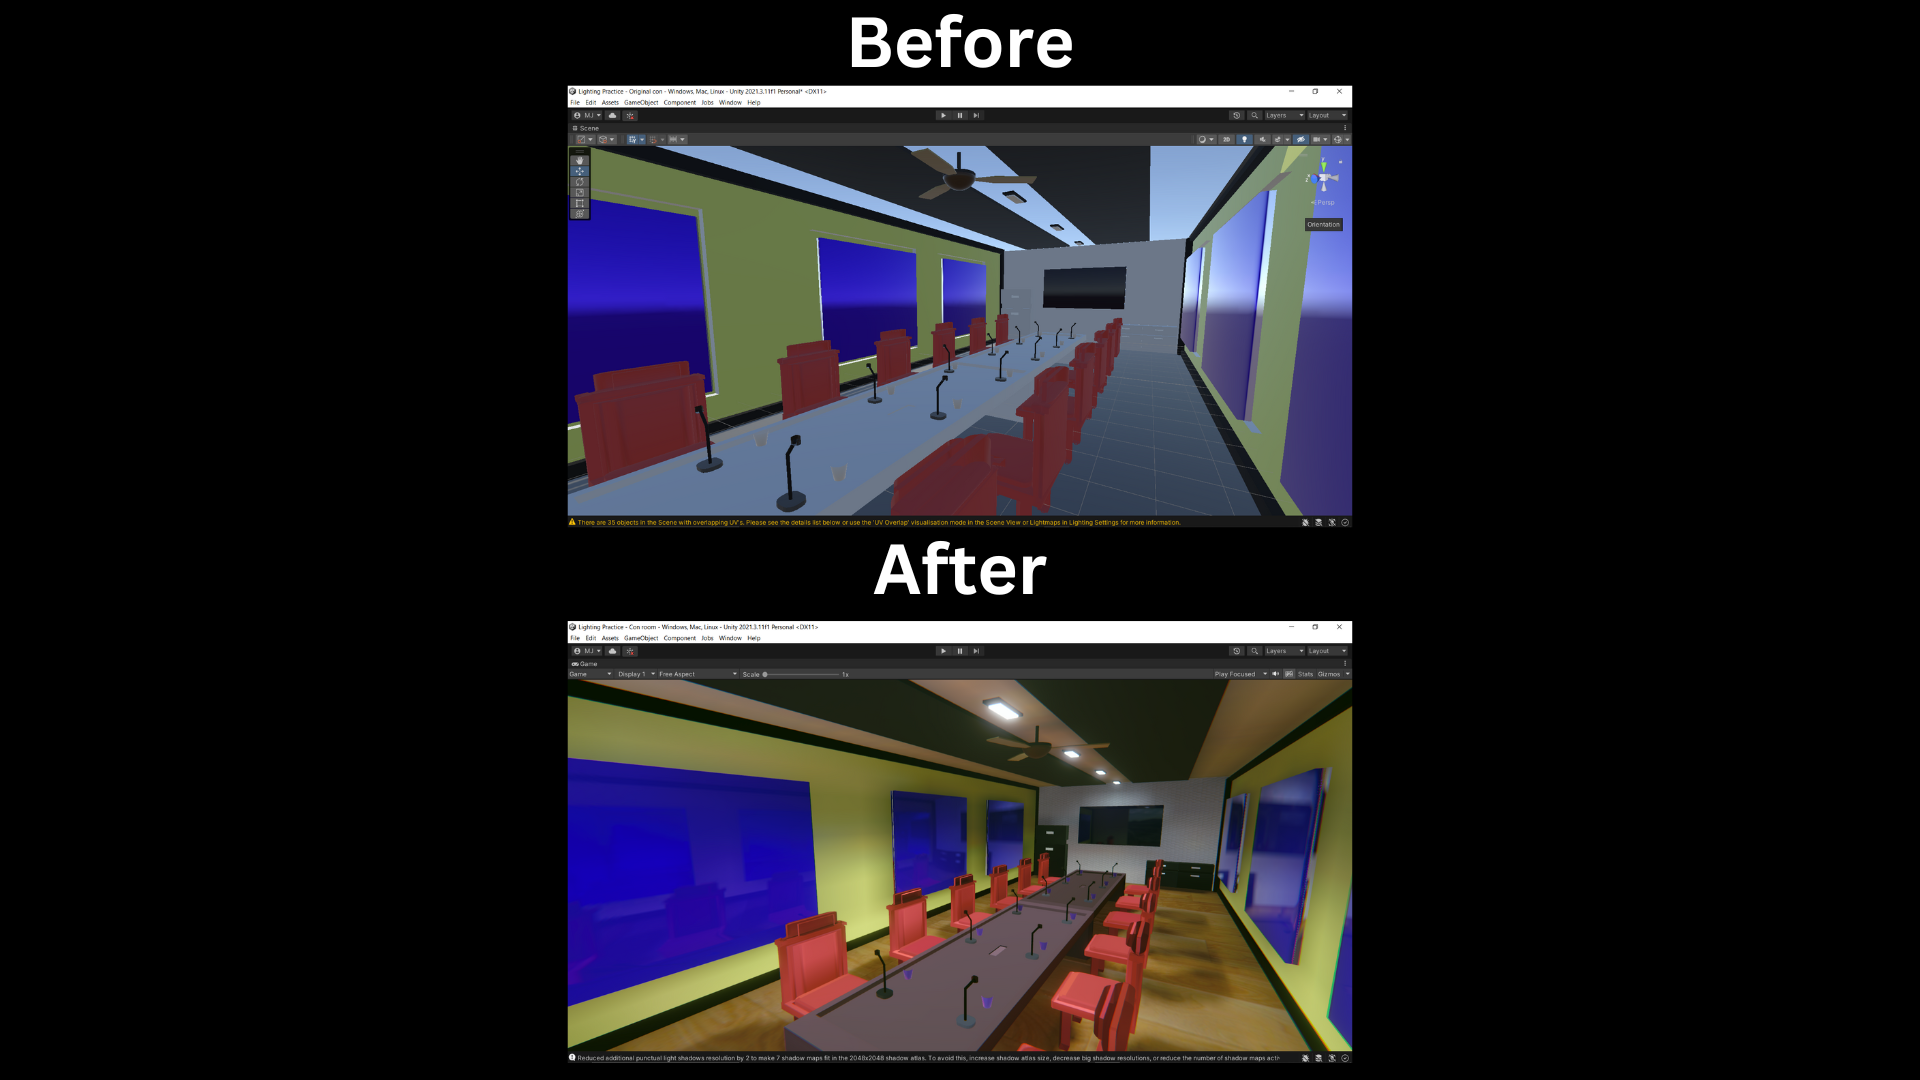 Before
Lighting Practice - Original con - Windows, Mac, Linux - Unity 2021.3.11f1 Personal* <DX11>
File Edit Assets GameObject Component Jobs Window Help
MJ Layers Layout
Scene
2D
Persp
Orientation
There are 35 objects in the Scene with overlapping UV's. Please see the details list below or use the 'UV Overlap' visualisation mode in the Scene View or Lightmaps in Lighting Settings for more information.
After
Lighting Practice - Con room - Windows, Mac, Linux - Unity 2021.3.11f1 Personal <DX11>
File Edit Assets GameObject Component Jobs Window Help
MJ Layers Layout
Game
Game Display 1 Free Aspect Scale 1x Play Focused Stats Gizmos
Reduced additional punctual light shadows resolution by 2 to make 7 shadow maps fit in the 2048x2048 shadow atlas. To avoid this, increase shadow atlas size, decrease big shadow resolutions, or reduce the number of shadow maps acti